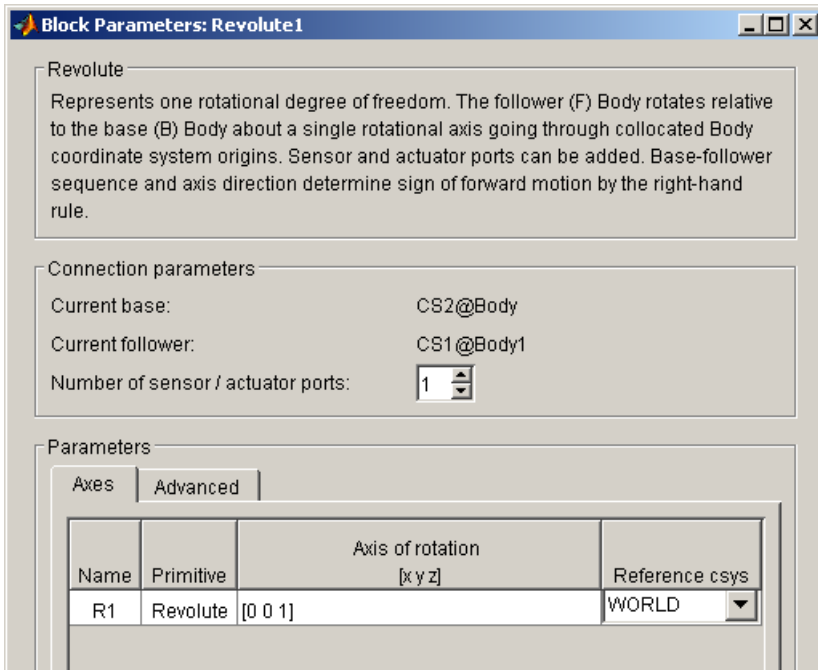 Block Parameters: Revolute1
Revolute
Represents one rotational degree of freedom. The follower (F) Body rotates relative
to the base (B) Body about a single rotational axis going through collocated Body
coordinate system origins. Sensor and actuator ports can be added. Base-follower
sequence and axis direction determine sign of forward motion by the right-hand
rule.
Connection parameters
Current base: CS2@Body
Current follower: CS1@Body1
Number of sensor / actuator ports: 1
Parameters
Axes Advanced
Name Primitive Axis of rotation [x y z] Reference csys
R1 Revolute [0 0 1] WORLD